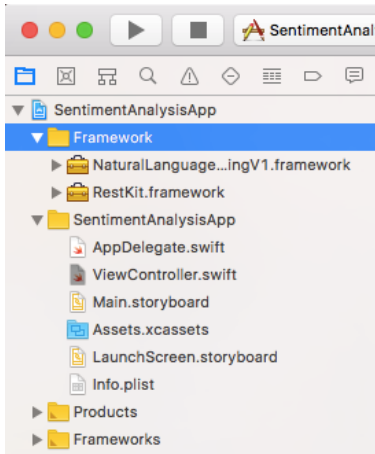 SentimentAnal
SentimentAnalysisApp
Framework
NaturalLanguage...ingV1.framework
RestKit.framework
SentimentAnalysisApp
AppDelegate.swift
ViewController.swift
Main.storyboard
Assets.xcassets
LaunchScreen.storyboard
Info.plist
Products
Frameworks